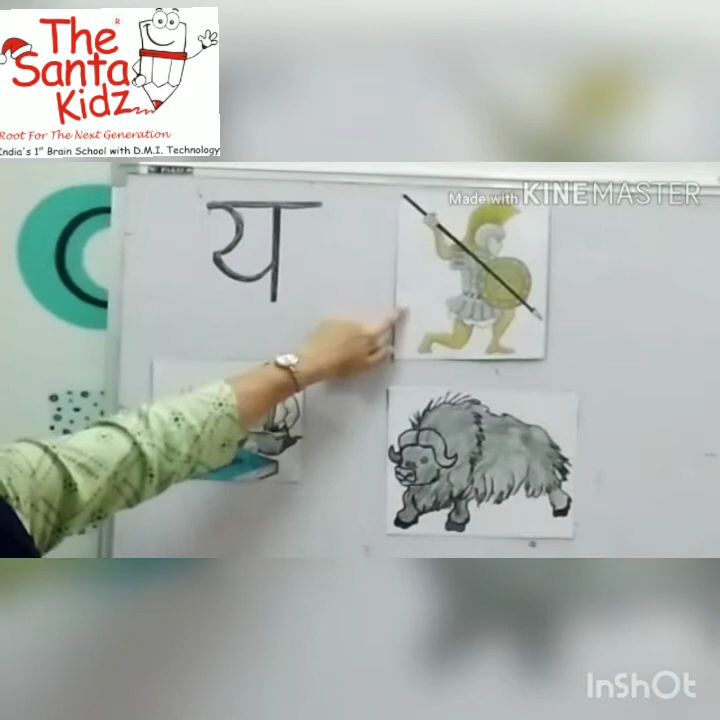 The
Santa
Kidz
Root For The Next Generation
India's 1st Brain School with D.M.I. Technology
Made with KINEMASTER
य
InShOt